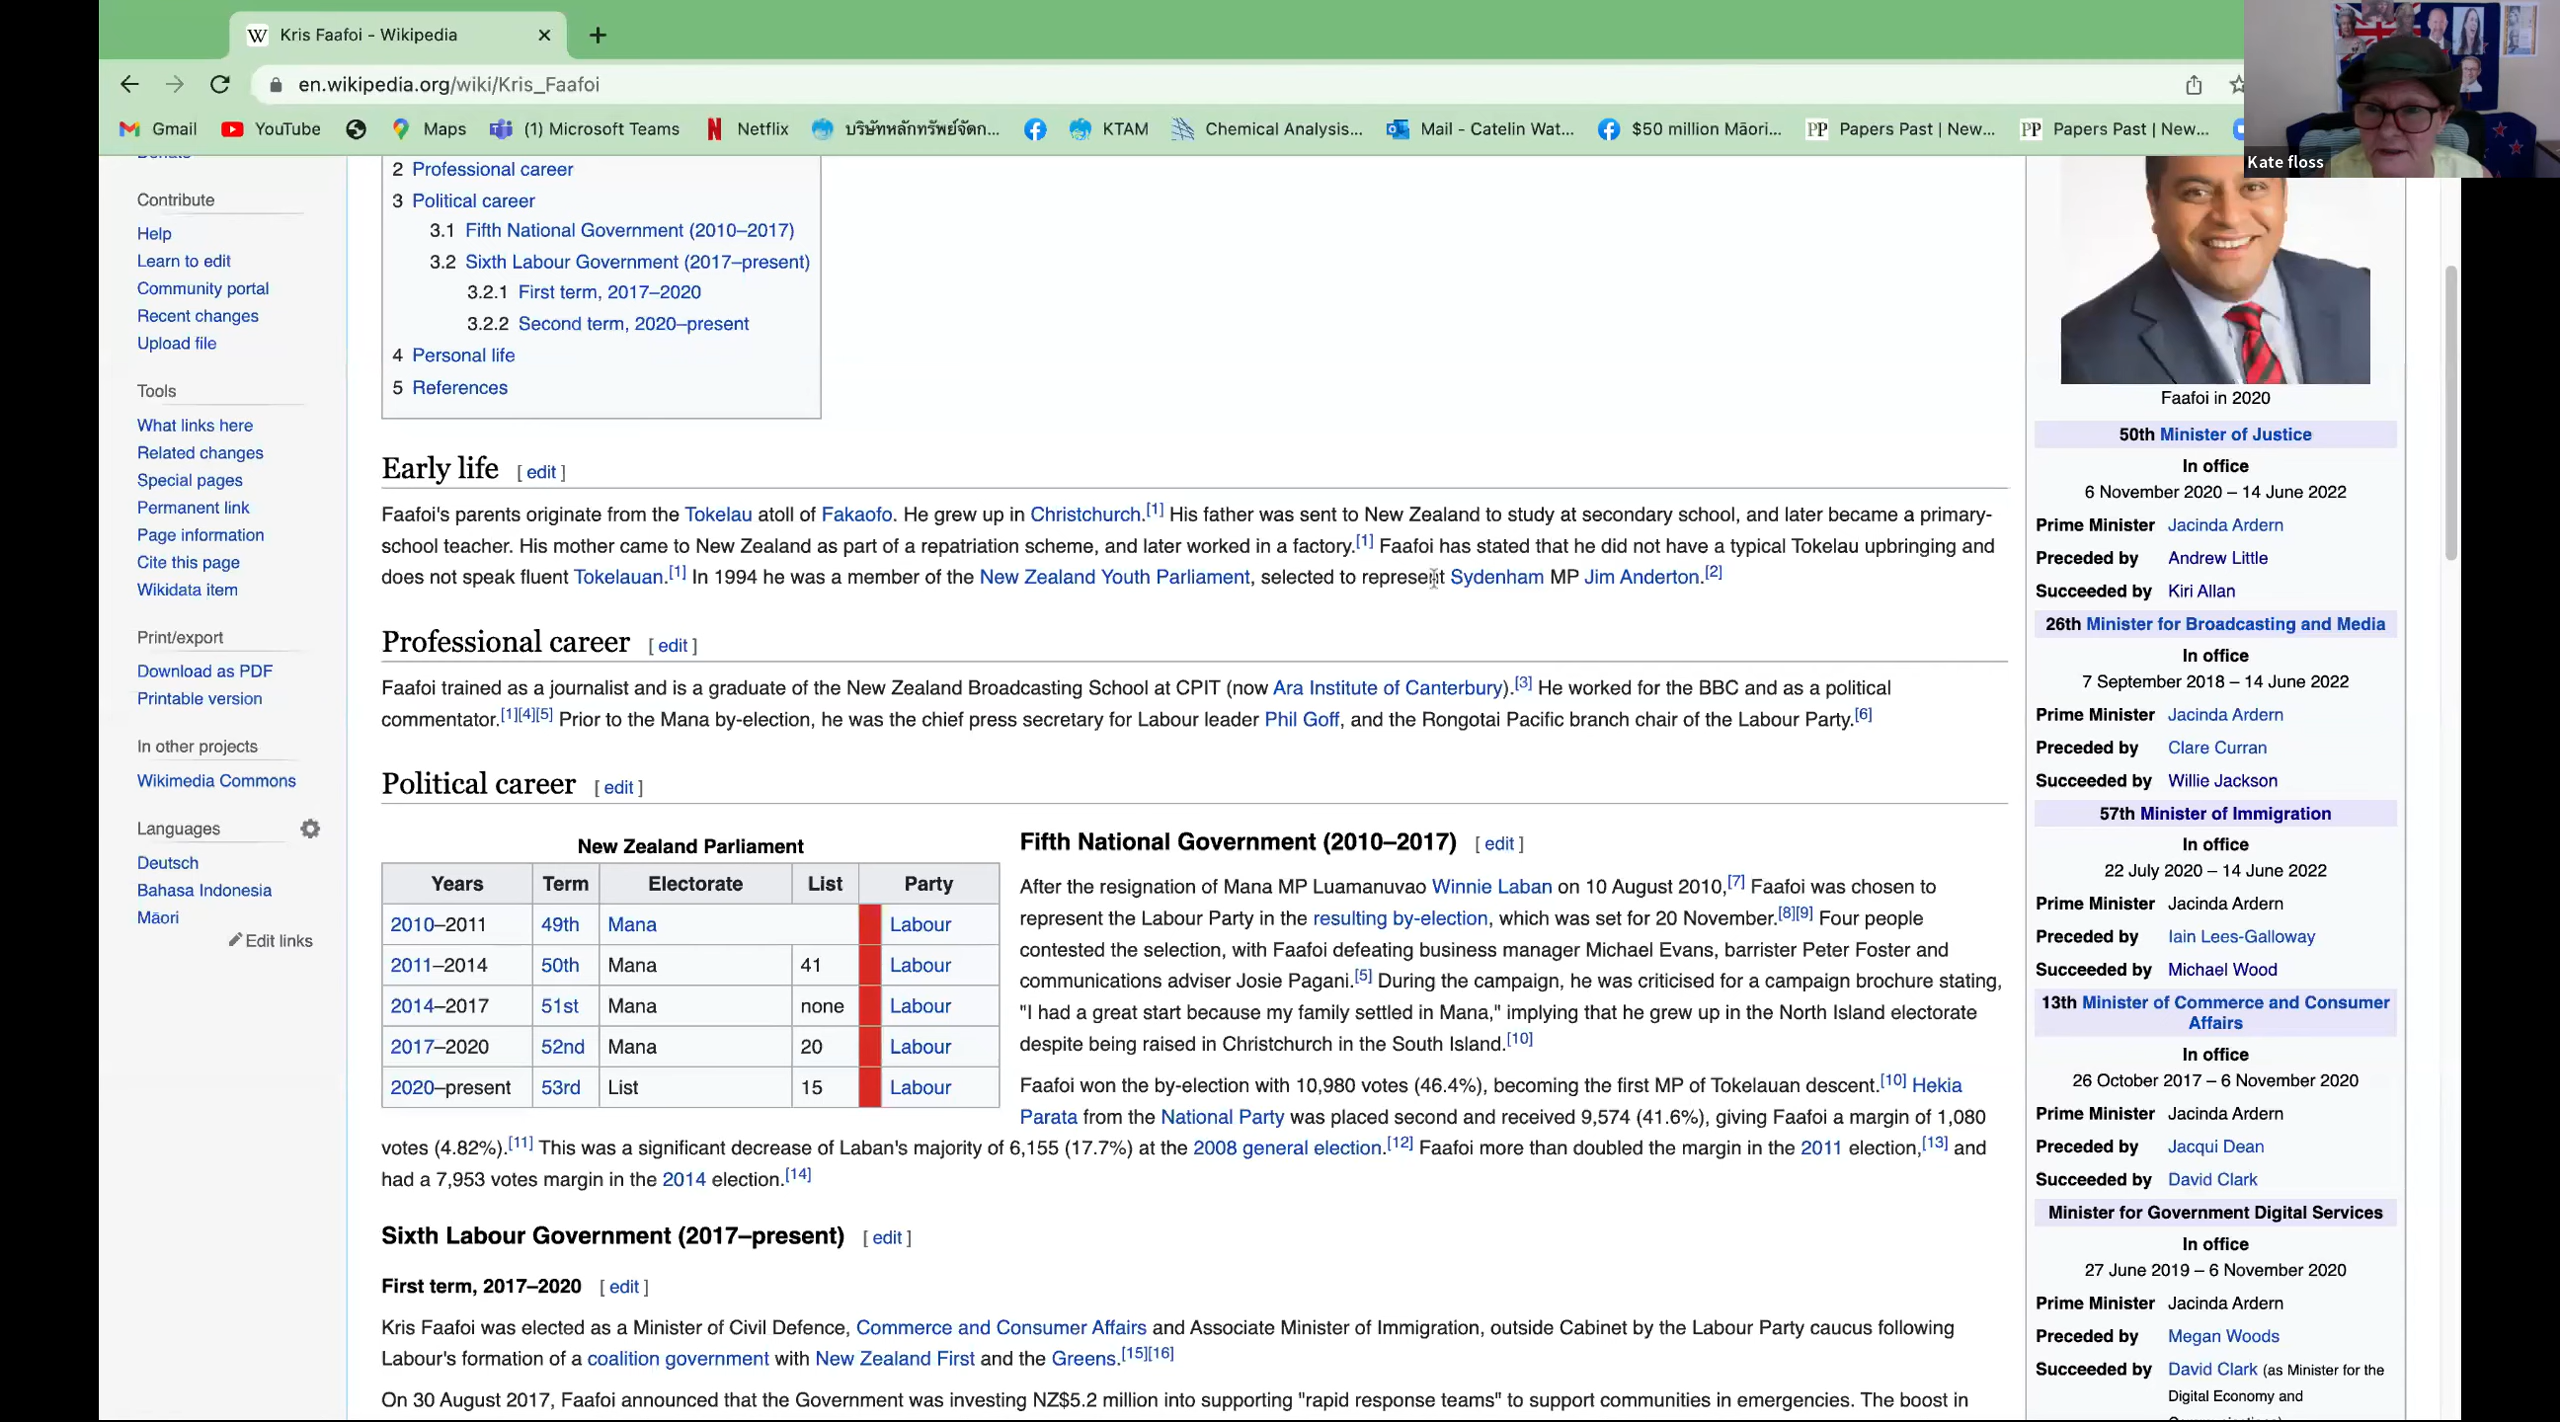 Kris Faafoi - Wikipedia
en.wikipedia.org/wiki/Kris_Faafoi
Gmail
YouTube
Maps
(1) Microsoft Teams
Netflix
บริษัทหลักทรัพย์จัดก...
KTAM
Chemical Analysis...
Mail - Catelin Wat...
$50 million Māori...
Papers Past | New...
Papers Past | New...
Kate floss
Contribute
Help
Learn to edit
Community portal
Recent changes
Upload file
Tools
What links here
Related changes
Special pages
Permanent link
Page information
Cite this page
Wikidata item
Print/export
Download as PDF
Printable version
In other projects
Wikimedia Commons
Languages
Deutsch
Bahasa Indonesia
Māori
Edit links
2 Professional career
3 Political career
3.1 Fifth National Government (2010–2017)
3.2 Sixth Labour Government (2017–present)
3.2.1 First term, 2017–2020
3.2.2 Second term, 2020–present
4 Personal life
5 References
Early life [ edit ]
Faafoi's parents originate from the Tokelau atoll of Fakaofo. He grew up in Christchurch.[1] His father was sent to New Zealand to study at secondary school, and later became a primary-
school teacher. His mother came to New Zealand as part of a repatriation scheme, and later worked in a factory.[1] Faafoi has stated that he did not have a typical Tokelau upbringing and
does not speak fluent Tokelauan.[1] In 1994 he was a member of the New Zealand Youth Parliament, selected to represent Sydenham MP Jim Anderton.[2]
Professional career [ edit ]
Faafoi trained as a journalist and is a graduate of the New Zealand Broadcasting School at CPIT (now Ara Institute of Canterbury).[3] He worked for the BBC and as a political
commentator.[1][4][5] Prior to the Mana by-election, he was the chief press secretary for Labour leader Phil Goff, and the Rongotai Pacific branch chair of the Labour Party.[6]
Political career [ edit ]
New Zealand Parliament
Years Term Electorate List Party
2010–2011 49th Mana Labour
2011–2014 50th Mana 41 Labour
2014–2017 51st Mana none Labour
2017–2020 52nd Mana 20 Labour
2020–present 53rd List 15 Labour
Fifth National Government (2010–2017) [ edit ]
After the resignation of Mana MP Luamanuvao Winnie Laban on 10 August 2010,[7] Faafoi was chosen to
represent the Labour Party in the resulting by-election, which was set for 20 November.[8][9] Four people
contested the selection, with Faafoi defeating business manager Michael Evans, barrister Peter Foster and
communications adviser Josie Pagani.[5] During the campaign, he was criticised for a campaign brochure stating,
"I had a great start because my family settled in Mana," implying that he grew up in the North Island electorate
despite being raised in Christchurch in the South Island.[10]
Faafoi won the by-election with 10,980 votes (46.4%), becoming the first MP of Tokelauan descent.[10] Hekia
Parata from the National Party was placed second and received 9,574 (41.6%), giving Faafoi a margin of 1,080
votes (4.82%).[11] This was a significant decrease of Laban's majority of 6,155 (17.7%) at the 2008 general election.[12] Faafoi more than doubled the margin in the 2011 election,[13] and
had a 7,953 votes margin in the 2014 election.[14]
Sixth Labour Government (2017–present) [ edit ]
First term, 2017–2020 [ edit ]
Kris Faafoi was elected as a Minister of Civil Defence, Commerce and Consumer Affairs and Associate Minister of Immigration, outside Cabinet by the Labour Party caucus following
Labour's formation of a coalition government with New Zealand First and the Greens.[15][16]
On 30 August 2017, Faafoi announced that the Government was investing NZ$5.2 million into supporting "rapid response teams" to support communities in emergencies. The boost in
Faafoi in 2020
50th Minister of Justice
In office
6 November 2020 – 14 June 2022
Prime Minister Jacinda Ardern
Preceded by Andrew Little
Succeeded by Kiri Allan
26th Minister for Broadcasting and Media
In office
7 September 2018 – 14 June 2022
Prime Minister Jacinda Ardern
Preceded by Clare Curran
Succeeded by Willie Jackson
57th Minister of Immigration
In office
22 July 2020 – 14 June 2022
Prime Minister Jacinda Ardern
Preceded by Iain Lees-Galloway
Succeeded by Michael Wood
13th Minister of Commerce and Consumer
Affairs
In office
26 October 2017 – 6 November 2020
Prime Minister Jacinda Ardern
Preceded by Jacqui Dean
Succeeded by David Clark
Minister for Government Digital Services
In office
27 June 2019 – 6 November 2020
Prime Minister Jacinda Ardern
Preceded by Megan Woods
Succeeded by David Clark (as Minister for the
Digital Economy and